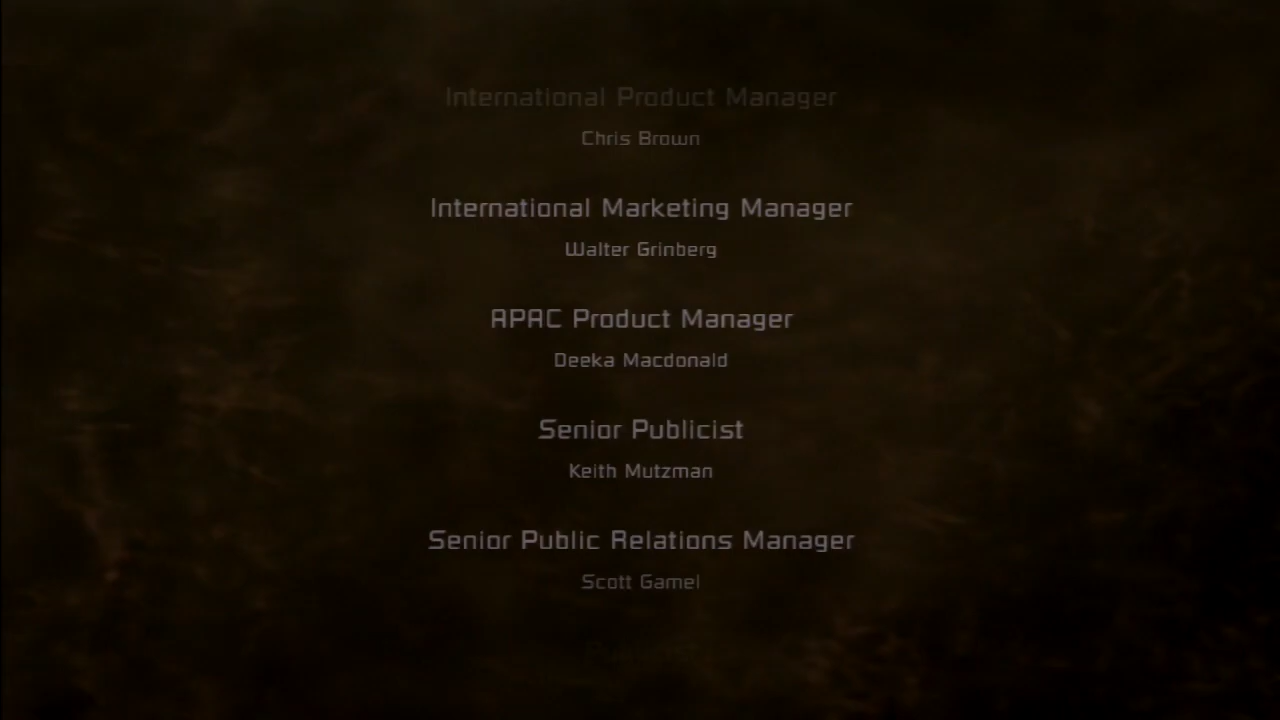 International Product Manager
Chris Brown
International Marketing Manager
Walter Grinberg
APAC Product Manager
Deeka Macdonald
Senior Publicist
Keith Mutzman
Senior Public Relations Manager
Scott Gamel